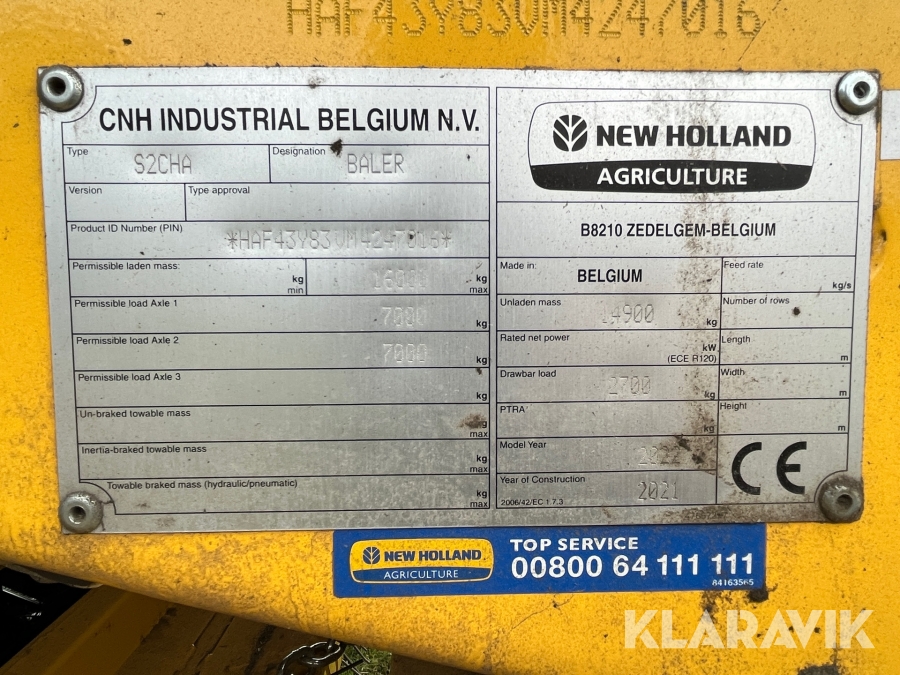 HAF43Y83VM4247016
CNH INDUSTRIAL BELGIUM N.V.
Type S2CHA
Designation BALER
Version
Type approval
Product ID Number (PIN) *HAF43Y83VM4247016*
Permissible laden mass: kg min 16000 kg max
Permissible load Axle 1 7000 kg
Permissible load Axle 2 7000 kg
Permissible load Axle 3 kg
Un-braked towable mass kg max
Inertia-braked towable mass kg max
Towable braked mass (hydraulic/pneumatic) kg max
NEW HOLLAND
AGRICULTURE
B8210 ZEDELGEM-BELGIUM
Made in: BELGIUM
Feed rate kg/s
Unladen mass kg
Number of rows
Rated net power kW (ECE R120)
Length m
Drawbar load 2700 kg
Width m
PTRA kg
Height m
Model Year
Year of Construction 2021
2006/42/EC 1.7.3
CE
NEW HOLLAND
AGRICULTURE
TOP SERVICE
00800 64 111 111
84163565
KLARAVIK